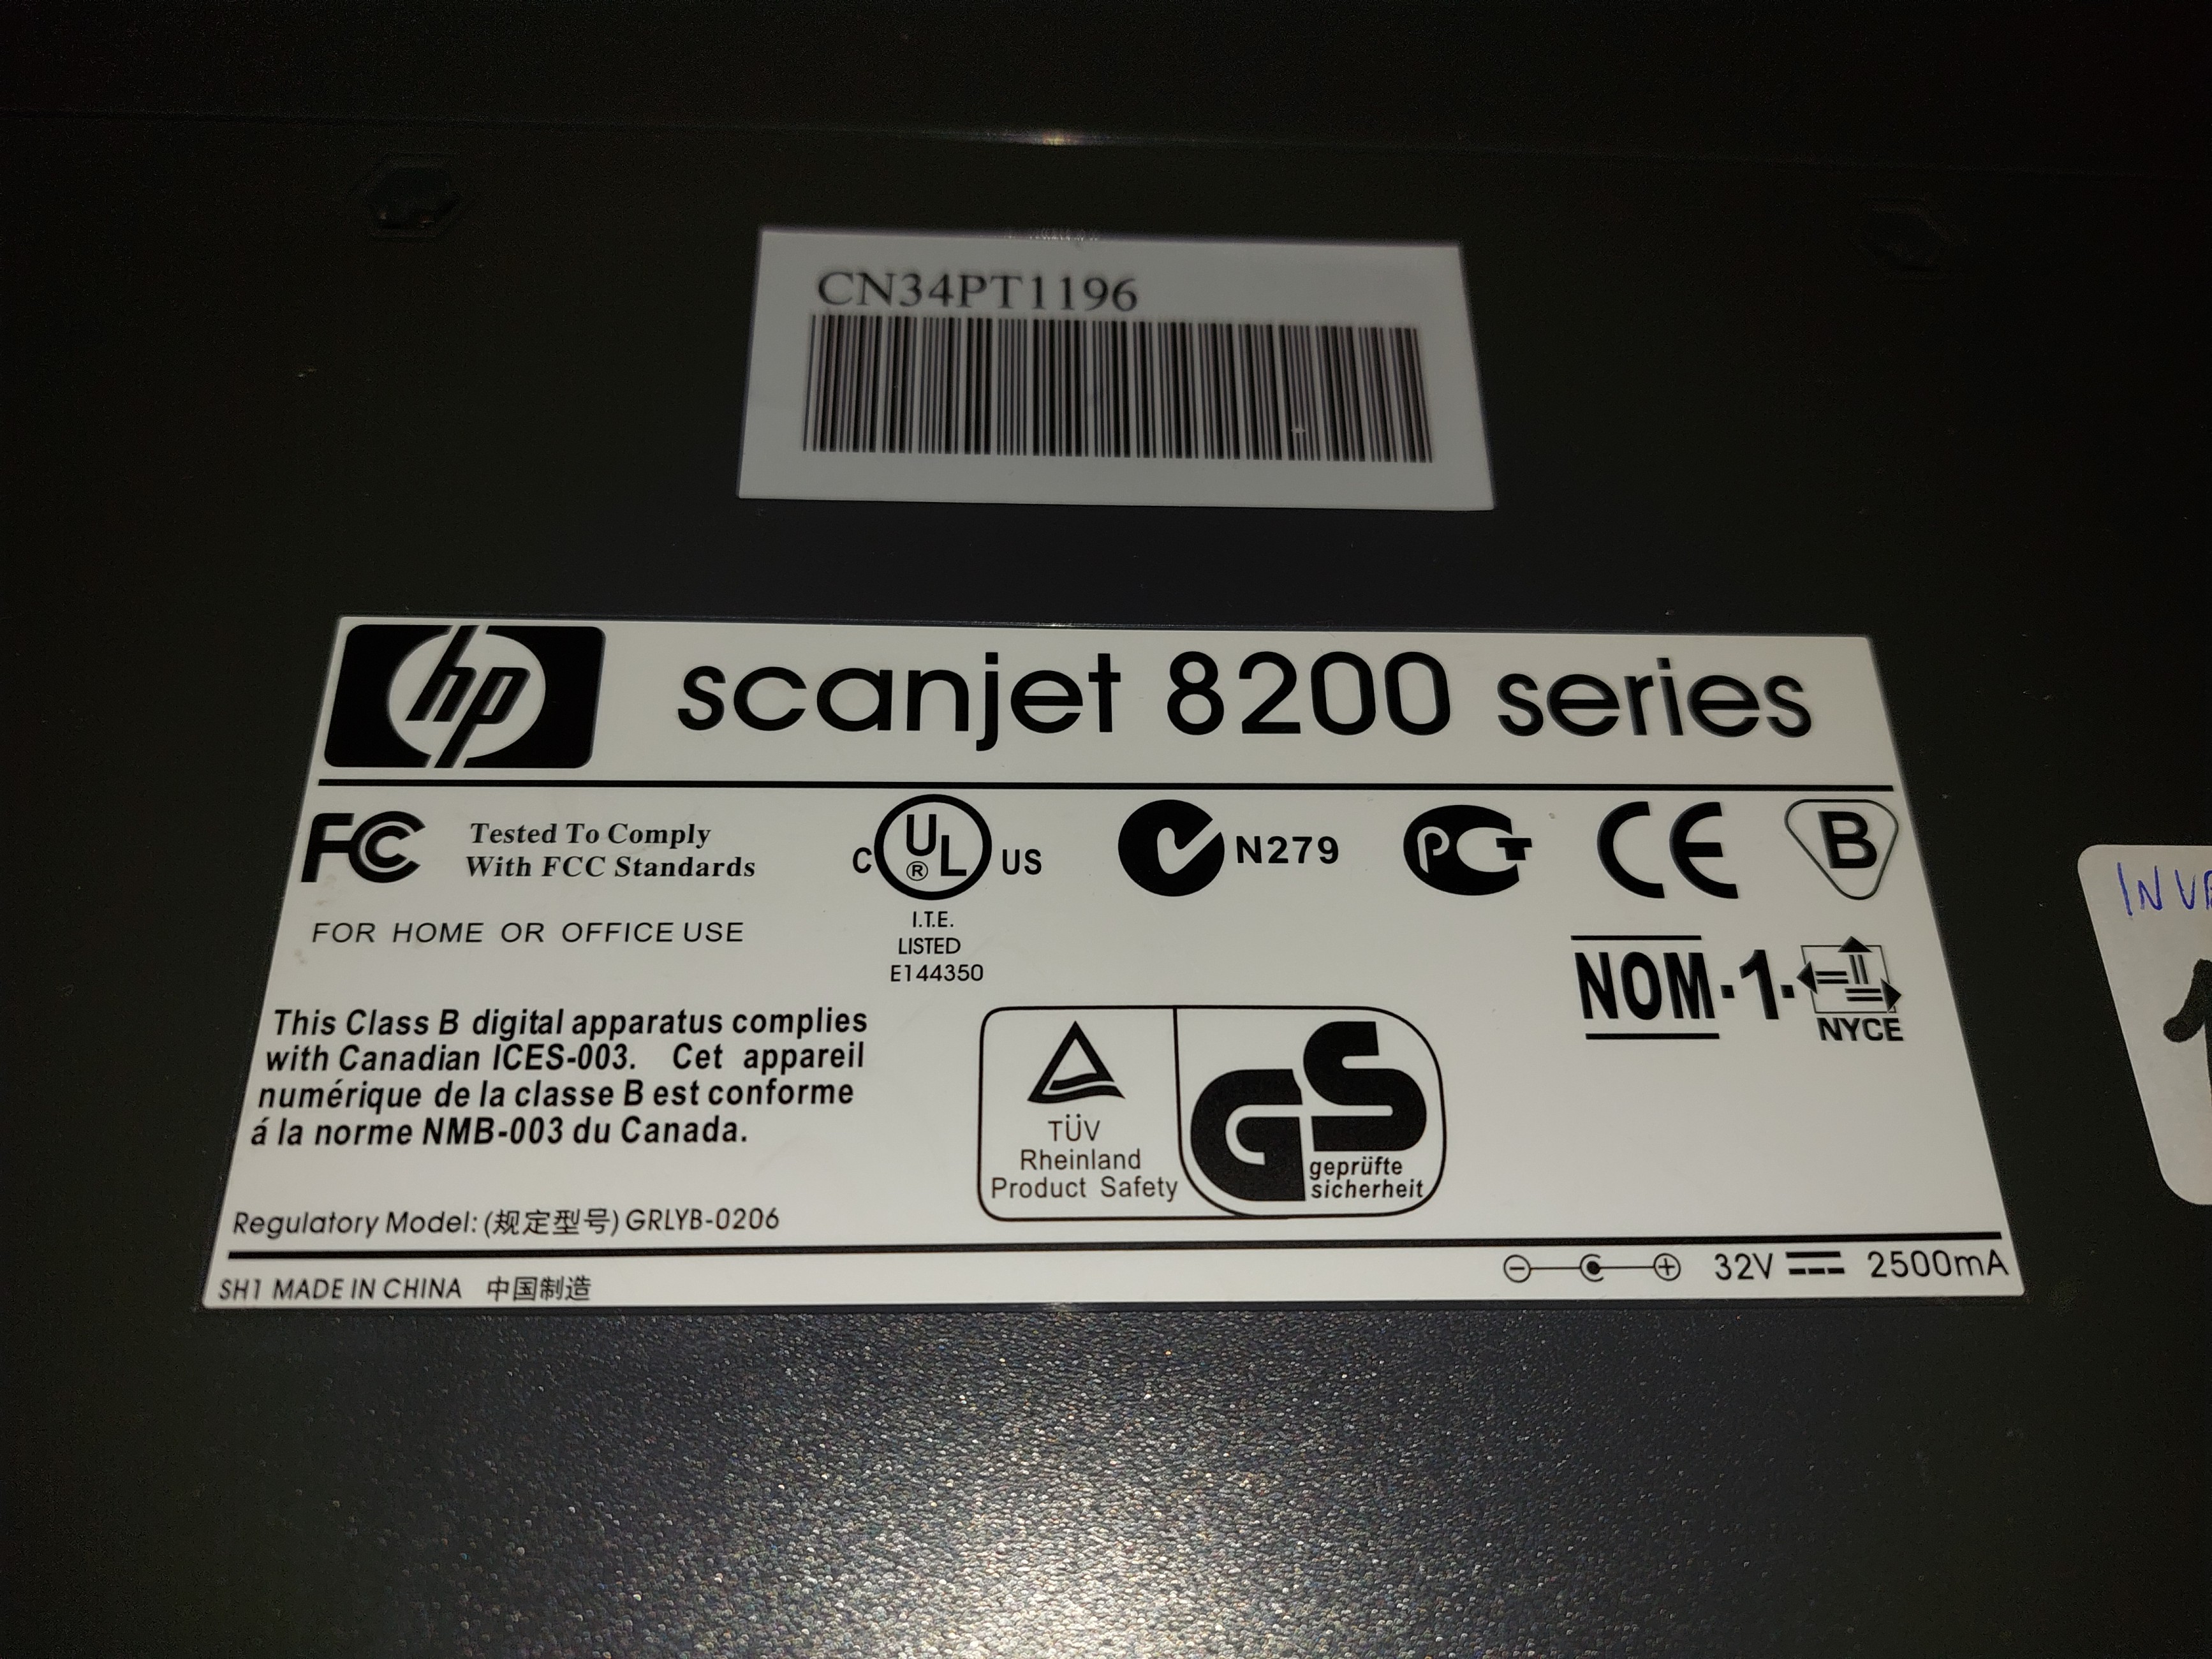 CN34PT1196
hp scanjet 8200 series
FC Tested To Comply
With FCC Standards
C UL® US
N279
PCT
CE
B
FOR HOME OR OFFICE USE
I.T.E.
LISTED
E144350
NOM-1-
NYCE
This Class B digital apparatus complies
with Canadian ICES-003. Cet appareil
numérique de la classe B est conforme
á la norme NMB-003 du Canada.
TÜV
Rheinland
Product Safety
GS
geprüfte
sicherheit
Regulatory Model: (规定型号) GRLYB-0206
SH1 MADE IN CHINA 中国制造
32V 2500mA